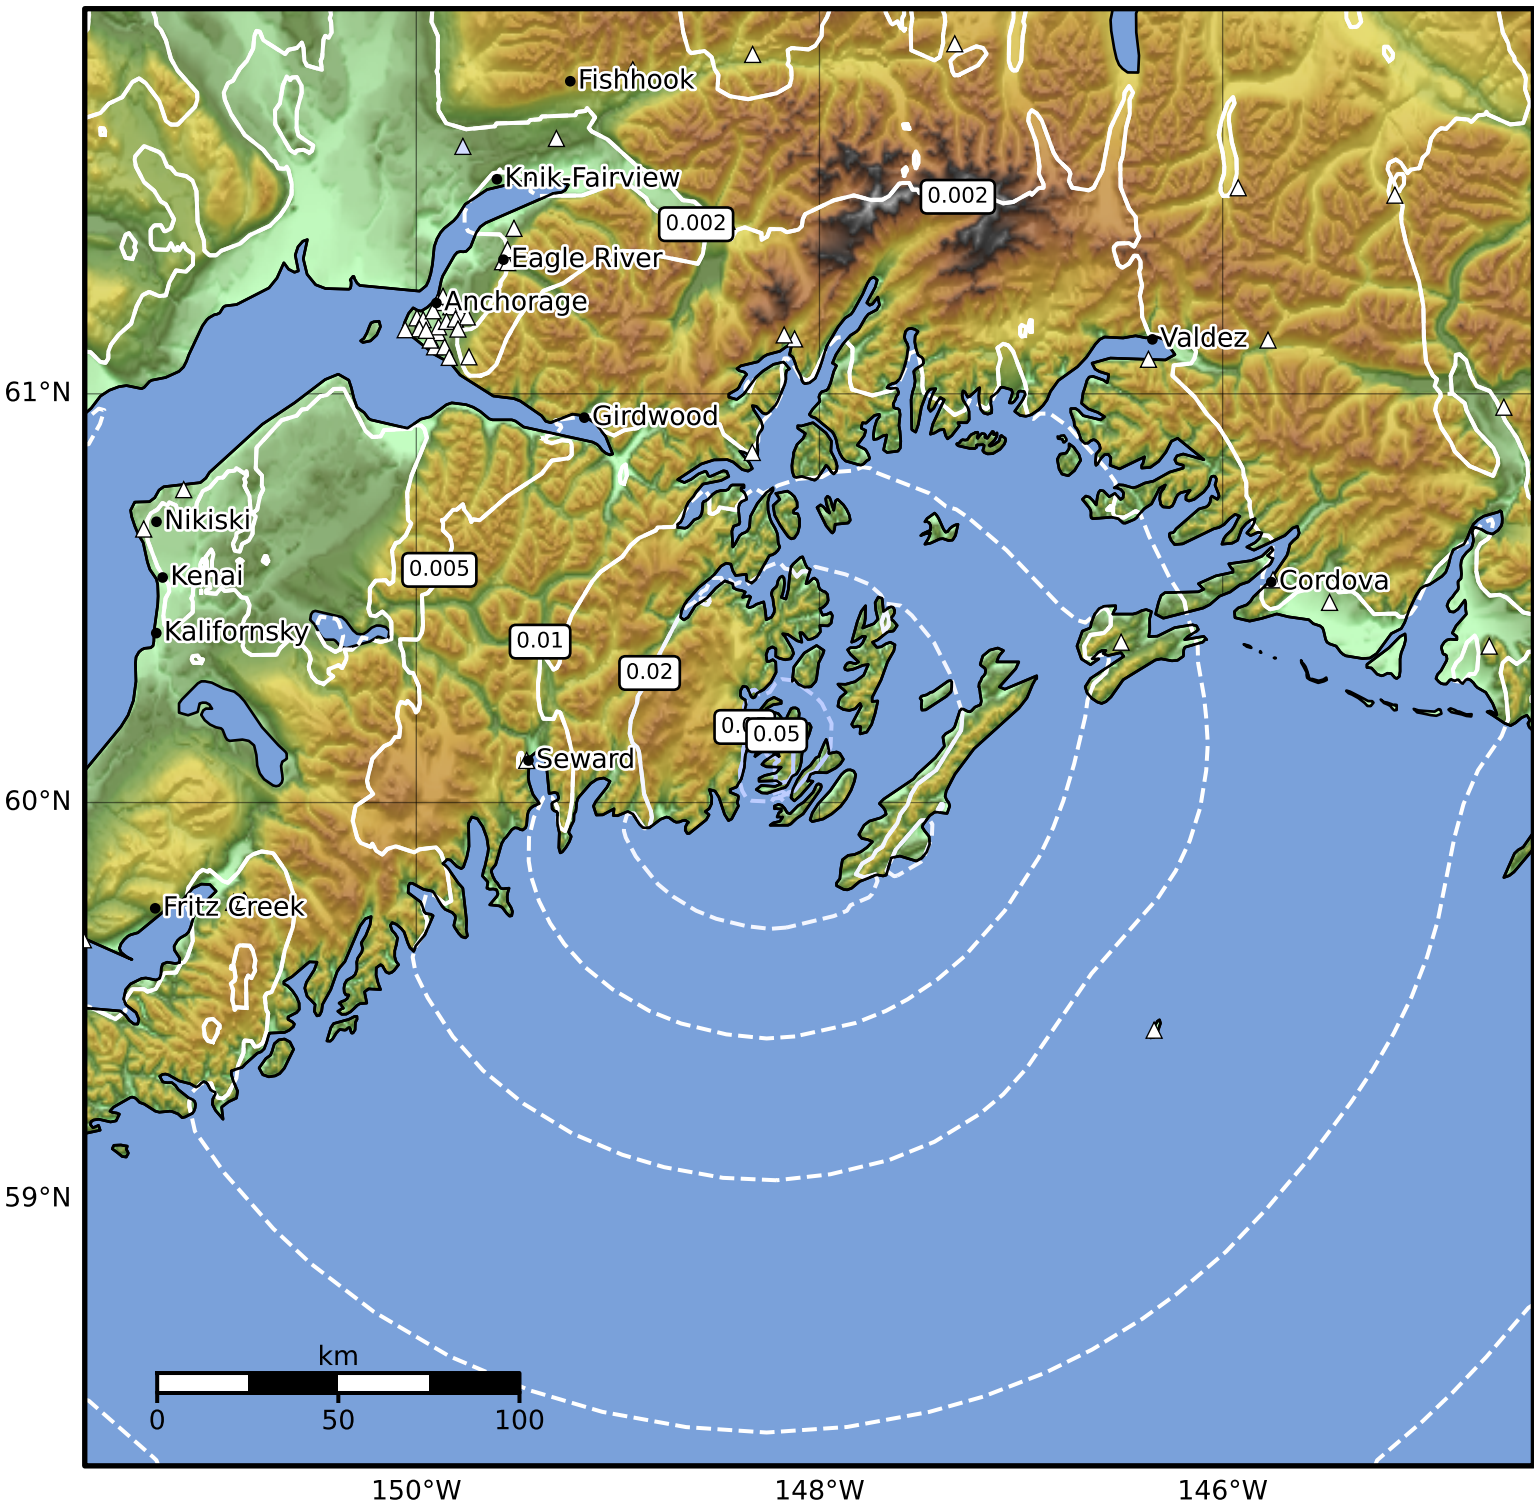 Fishhook
Knik-Fairview
0.002
0.002
Eagle River
Anchorage
Valdez
61°N
Girdwood
Nikiski
0.005
Kenai
Cordova
Kalifornsky
0.01
0.02
0.05
Seward
60°N
Fritz Creek
59°N
km
0 50 100
150°W 148°W 146°W